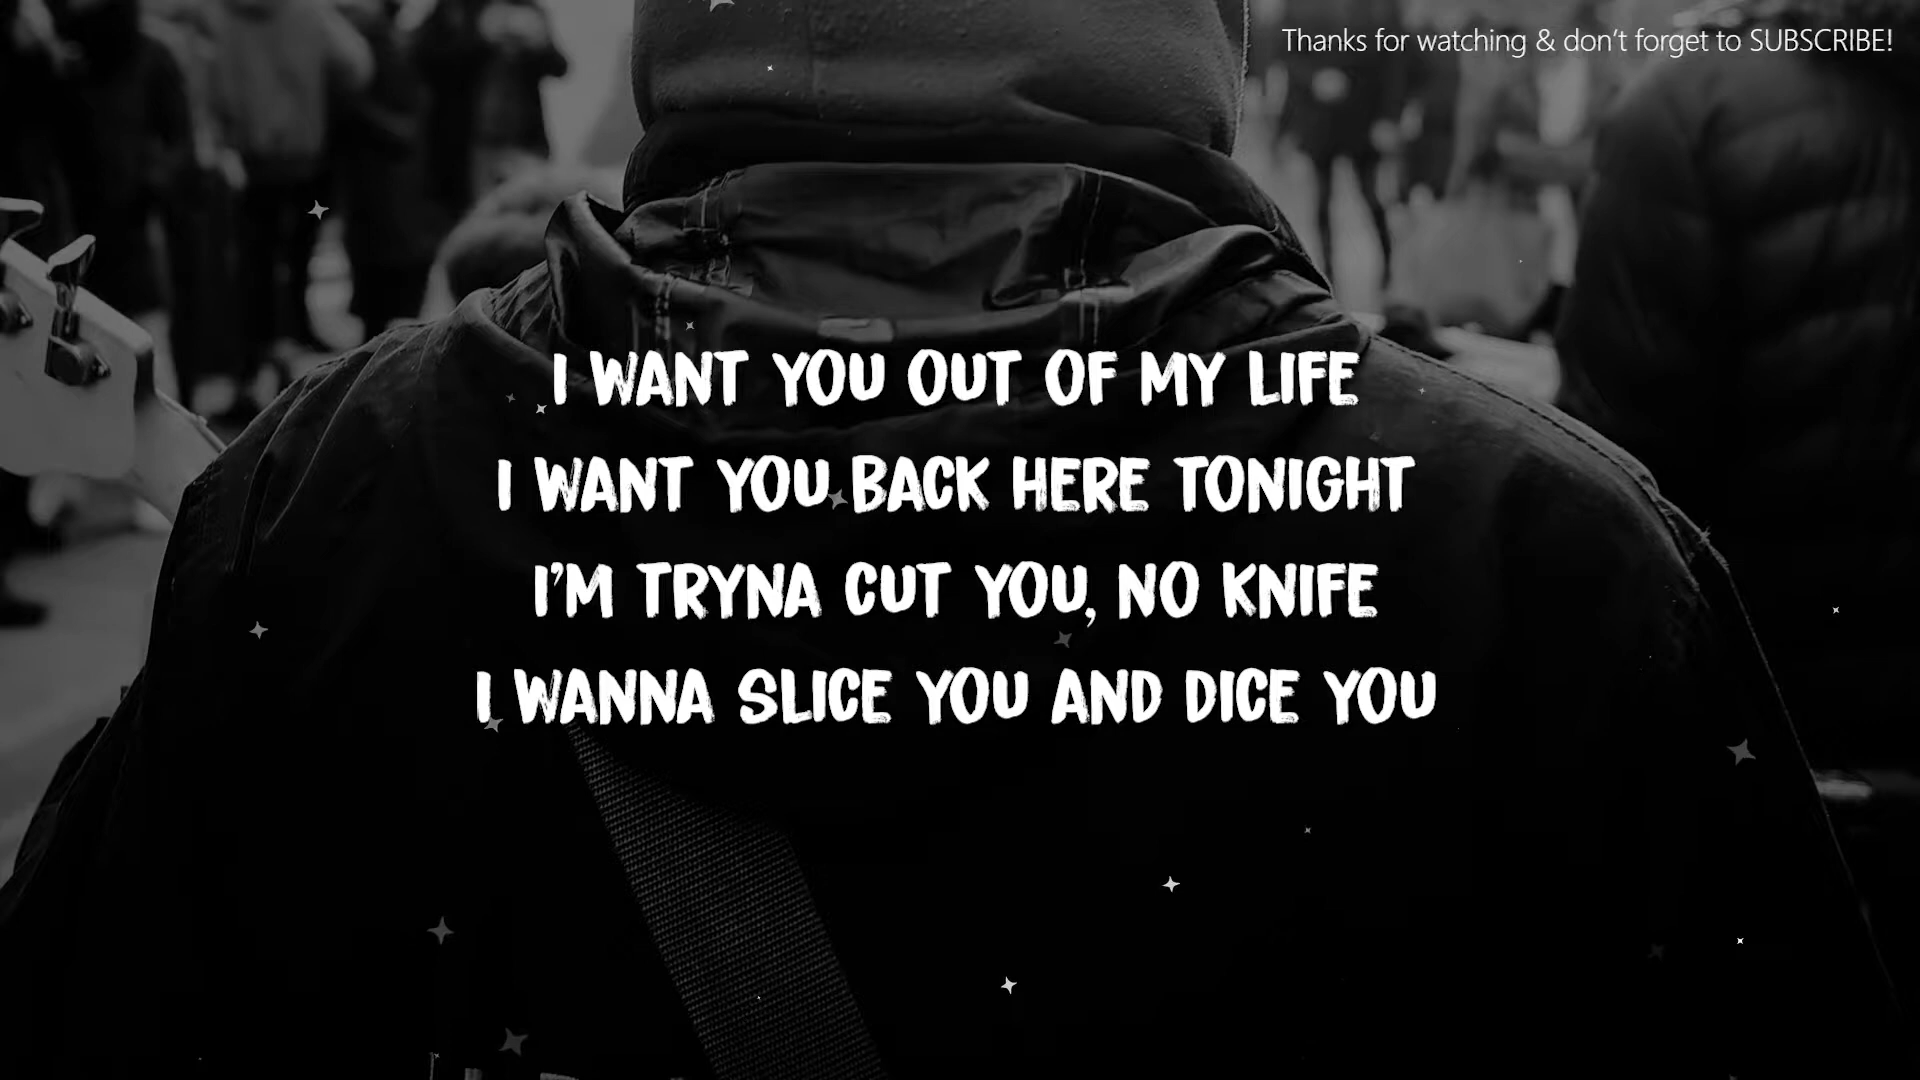 Thanks for watching & don't forget to SUBSCRIBE!
I WANT YOU OUT OF MY LIFE
I WANT YOU BACK HERE TONIGHT
I'M TRYNA CUT YOU, NO KNIFE
I WANNA SLICE YOU AND DICE YOU